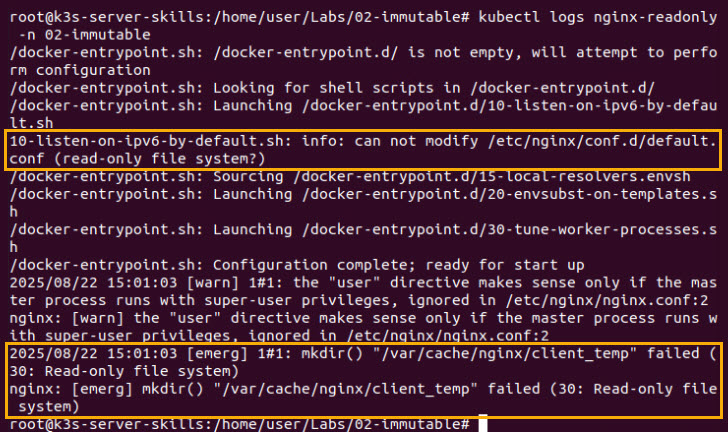 root@k3s-server-skills:/home/user/Labs/02-immutable# kubectl logs nginx-readonly
 -n 02-immutable
/docker-entrypoint.sh: /docker-entrypoint.d/ is not empty, will attempt to perfo
rm configuration
/docker-entrypoint.sh: Looking for shell scripts in /docker-entrypoint.d/
/docker-entrypoint.sh: Launching /docker-entrypoint.d/10-listen-on-ipv6-by-defau
lt.sh
10-listen-on-ipv6-by-default.sh: info: can not modify /etc/nginx/conf.d/default.
conf (read-only file system?)
/docker-entrypoint.sh: Sourcing /docker-entrypoint.d/15-local-resolvers.envsh
/docker-entrypoint.sh: Launching /docker-entrypoint.d/20-envsubst-on-templates.s
h
/docker-entrypoint.sh: Launching /docker-entrypoint.d/30-tune-worker-processes.s
h
/docker-entrypoint.sh: Configuration complete; ready for start up
2025/08/22 15:01:03 [warn] 1#1: the "user" directive makes sense only if the mas
ter process runs with super-user privileges, ignored in /etc/nginx/nginx.conf:2
nginx: [warn] the "user" directive makes sense only if the master process runs w
ith super-user privileges, ignored in /etc/nginx/nginx.conf:2
2025/08/22 15:01:03 [emerg] 1#1: mkdir() "/var/cache/nginx/client_temp" failed (
30: Read-only file system)
nginx: [emerg] mkdir() "/var/cache/nginx/client_temp" failed (30: Read-only file
 system)
root@k3s-server-skills:/home/user/Labs/02-immutable#